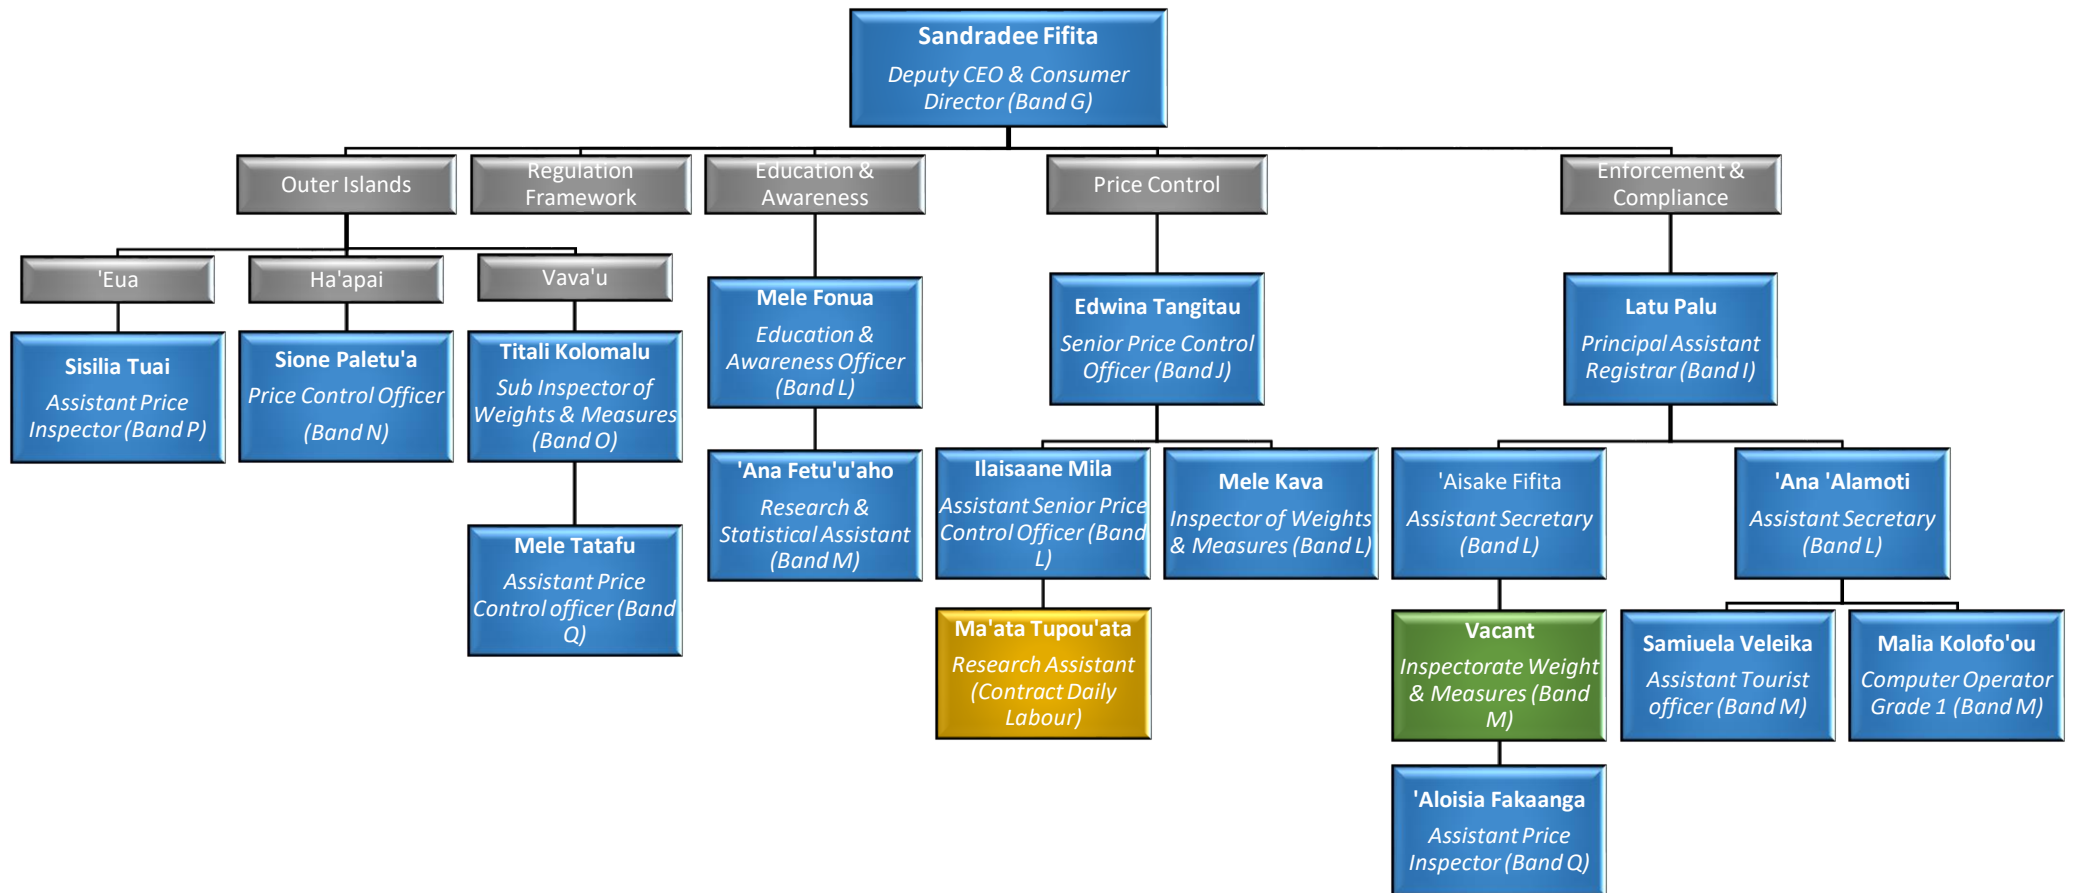 Sandradee Fifita
Deputy CEO & Consumer
Director (Band G)
Outer Islands
Regulation
Framework
Education &
Awareness
Price Control
Enforcement &
Compliance
'Eua
Ha'apai
Vava'u
Sisilia Tuai
Assistant Price
Inspector (Band P)
Sione Paletu'a
Price Control Officer
(Band N)
Titali Kolomalu
Sub Inspector of
Weights & Measures
(Band O)
Mele Tatafu
Assistant Price
Control officer (Band
Q)
Mele Fonua
Education &
Awareness Officer
(Band L)
'Ana Fetu'u'aho
Research &
Statistical Assistant
(Band M)
Edwina Tangitau
Senior Price Control
Officer (Band J)
Ilaisaane Mila
Assistant Senior Price
Control Officer (Band
L)
Mele Kava
Inspector of Weights
& Measures (Band L)
Ma'ata Tupou'ata
Research Assistant
(Contract Daily
Labour)
Latu Palu
Principal Assistant
Registrar (Band I)
'Aisake Fifita
Assistant Secretary
(Band L)
'Ana 'Alamoti
Assistant Secretary
(Band L)
Vacant
Inspectorate Weight
& Measures (Band
M)
Samiuela Veleika
Assistant Tourist
officer (Band M)
Malia Kolofo'ou
Computer Operator
Grade 1 (Band M)
'Aloisia Fakaanga
Assistant Price
Inspector (Band Q)